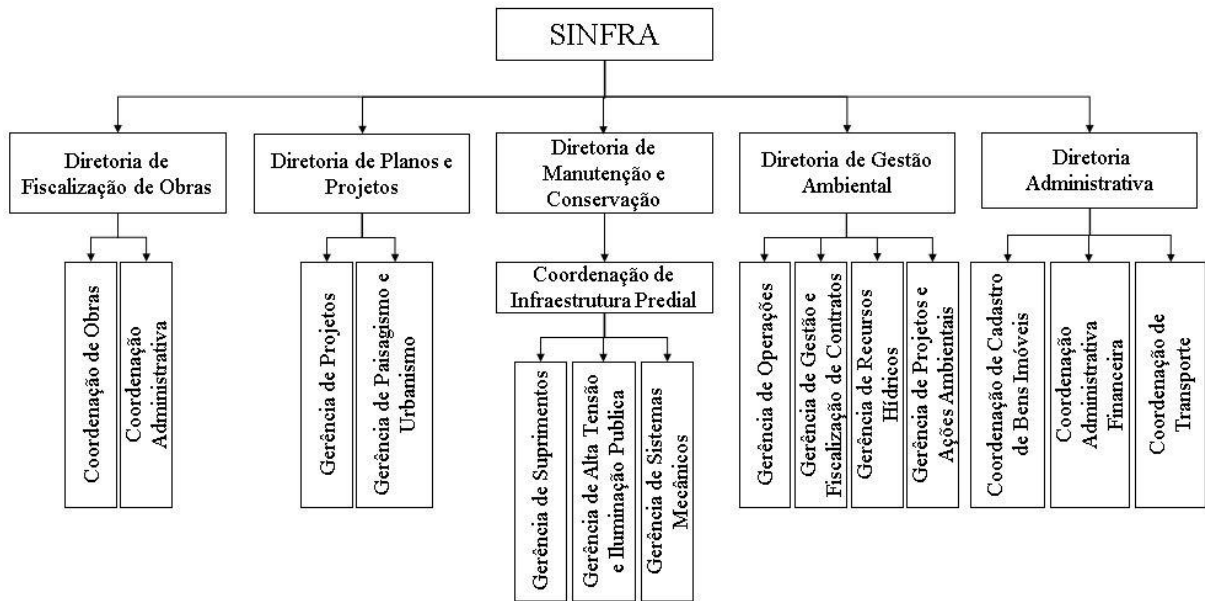 SINFRA
Diretoria de
Fiscalização de Obras
Diretoria de Planos e
Projetos
Diretoria de
Manutenção e
Conservação
Diretoria de Gestão
Ambiental
Diretoria
Administrativa
Coordenação de Obras
Coordenação
Administrativa
Gerência de Projetos
Gerência de Paisagismo e
Urbanismo
Coordenação de
Infraestrutura Predial
Gerência de Suprimentos
Gerência de Alta Tensão
e Iluminação Publica
Gerência de Sistemas
Mecânicos
Gerência de Operações
Gerência de Gestão e
Fiscalização de Contratos
Gerência de Recursos
Hídricos
Gerência de Projetos e
Ações Ambientais
Coordenação de Cadastro
de Bens Imóveis
Coordenação
Administrativa
Financeira
Coordenação de
Transporte